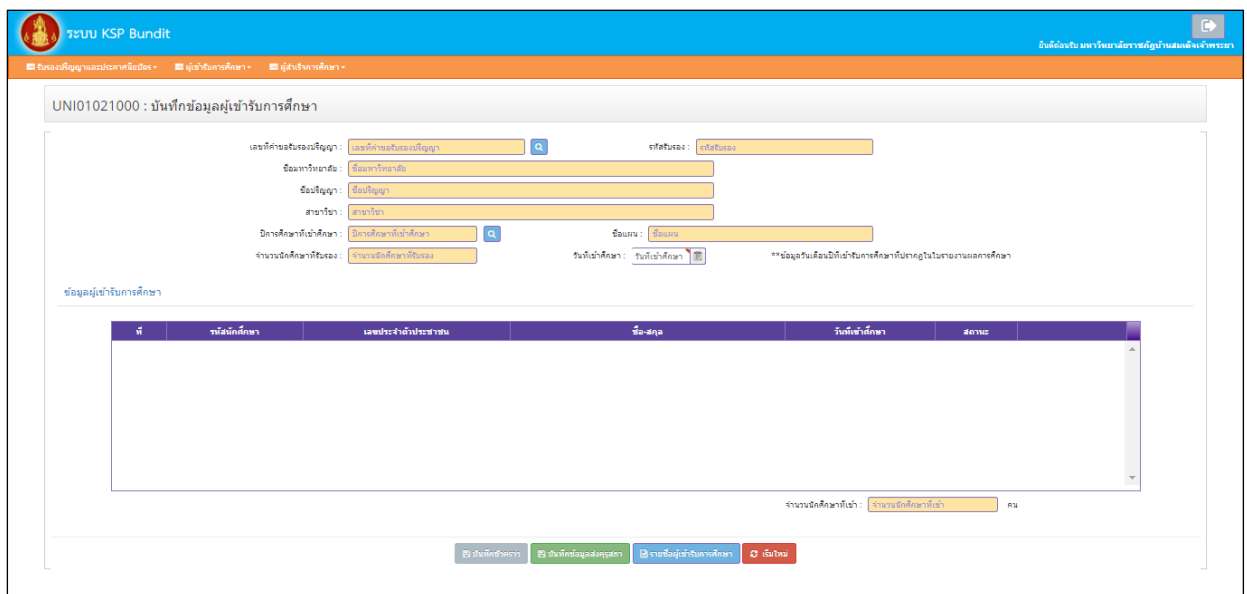 ระบบ KSP Bundit
ยินดีต้อนรับ มหาวิทยาลัยราชภัฏบ้านสมเด็จเจ้าพระยา
รับรองปริญญาและประกาศนียบัตร ผู้เข้ารับการศึกษา ผู้สำเร็จการศึกษา
UNI01021000 : บันทึกข้อมูลผู้เข้ารับการศึกษา
เลขที่คำขอรับรองปริญญา : เลขที่คำขอรับรองปริญญา รหัสรับรอง : รหัสรับรอง
ชื่อมหาวิทยาลัย : ชื่อมหาวิทยาลัย
ชื่อปริญญา : ชื่อปริญญา
สาขาวิชา : สาขาวิชา
ปีการศึกษาที่เข้าศึกษา : ปีการศึกษาที่เข้าศึกษา ชื่อแผน : ชื่อแผน
จำนวนนักศึกษาที่รับรอง : จำนวนนักศึกษาที่รับรอง วันที่เข้าศึกษา : วันที่เข้าศึกษา **ข้อมูลวันเดือนปีที่เข้ารับการศึกษาที่ปรากฏในใบรายงานผลการศึกษา
ข้อมูลผู้เข้ารับการศึกษา
ที่ รหัสนักศึกษา เลขประจำตัวประชาชน ชื่อ-สกุล วันที่เข้าศึกษา สถานะ
จำนวนนักศึกษาที่เข้า : จำนวนนักศึกษาที่เข้า คน
บันทึกชั่วคราว บันทึกข้อมูลส่งคุรุสภา รายชื่อผู้เข้ารับการศึกษา เริ่มใหม่